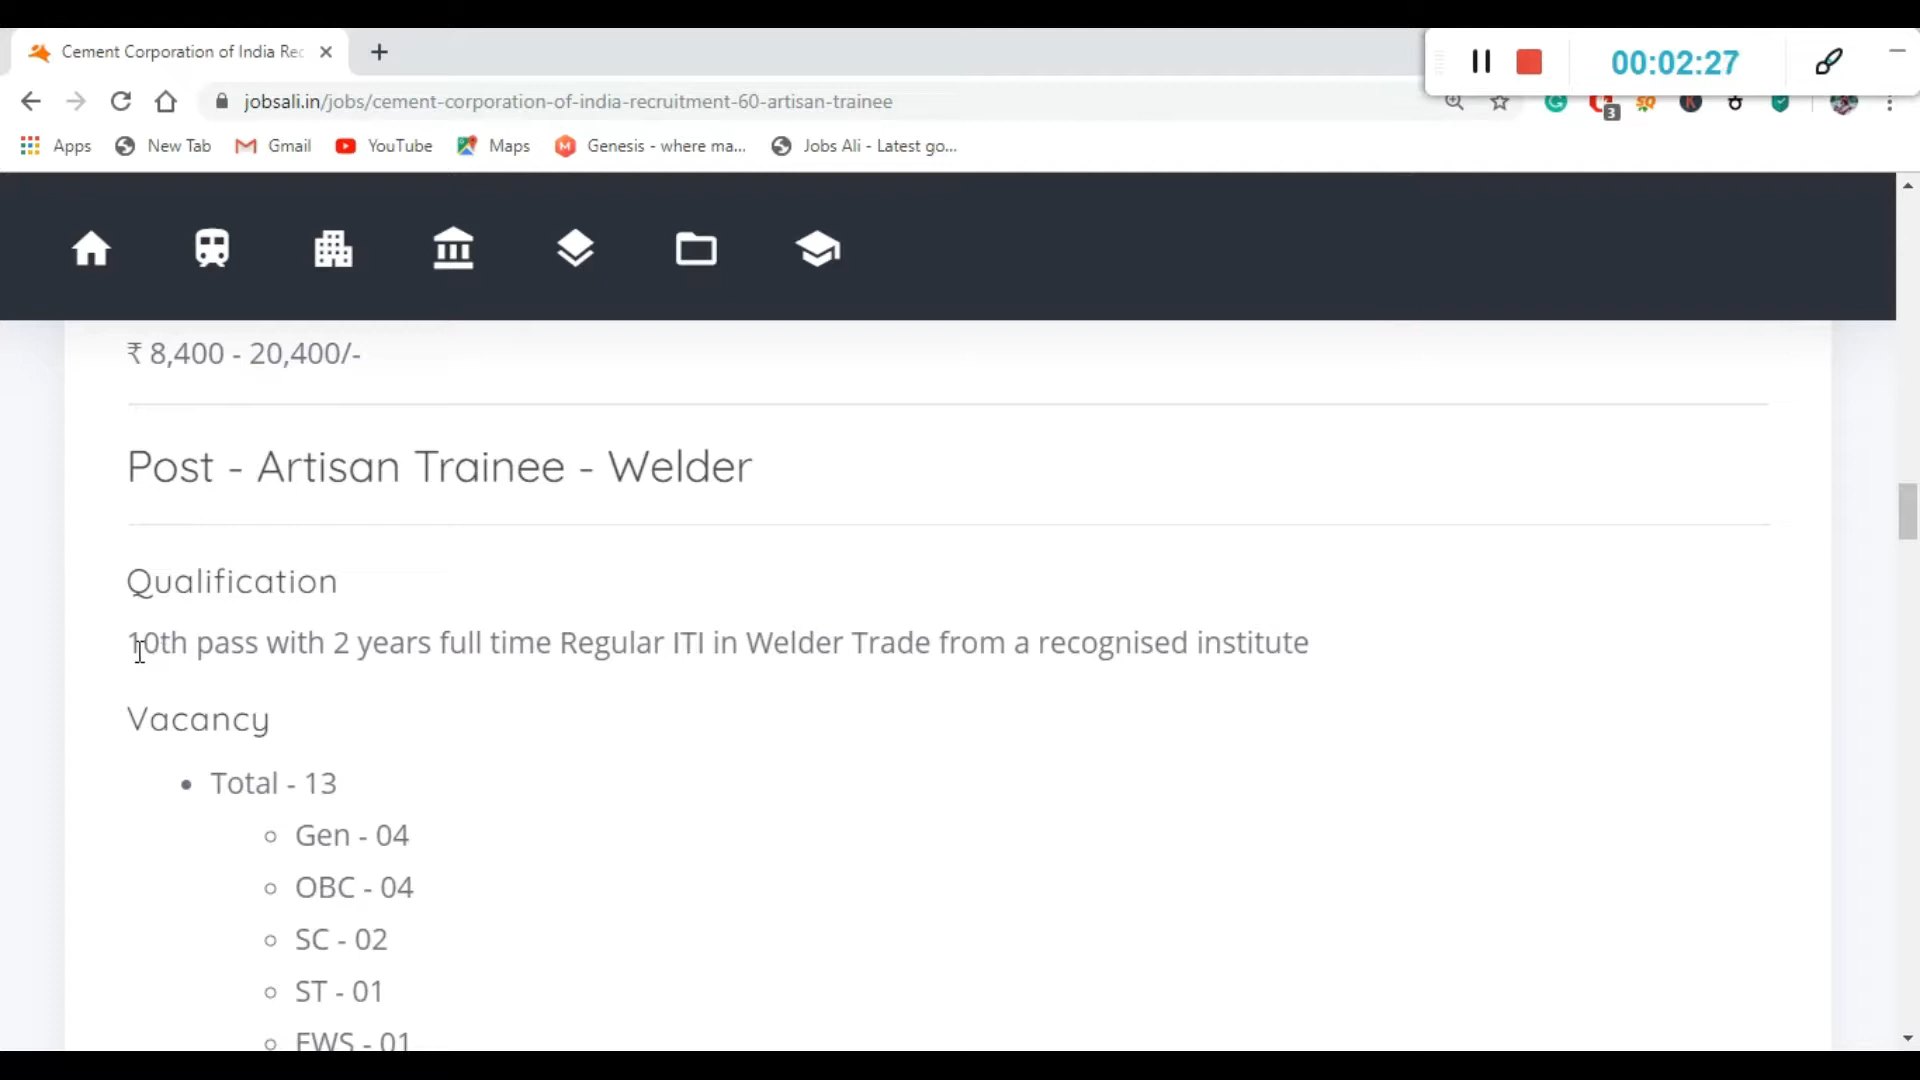 Cement Corporation of India Rec
00:02:27
jobsali.in/jobs/cement-corporation-of-india-recruitment-60-artisan-trainee
3
Apps New Tab Gmail YouTube Maps Genesis - where ma... Jobs Ali - Latest go...
₹ 8,400 - 20,400/-
Post - Artisan Trainee - Welder
Qualification
10th pass with 2 years full time Regular ITI in Welder Trade from a recognised institute
Vacancy
Total - 13
Gen - 04
OBC - 04
SC - 02
ST - 01
EWS - 01